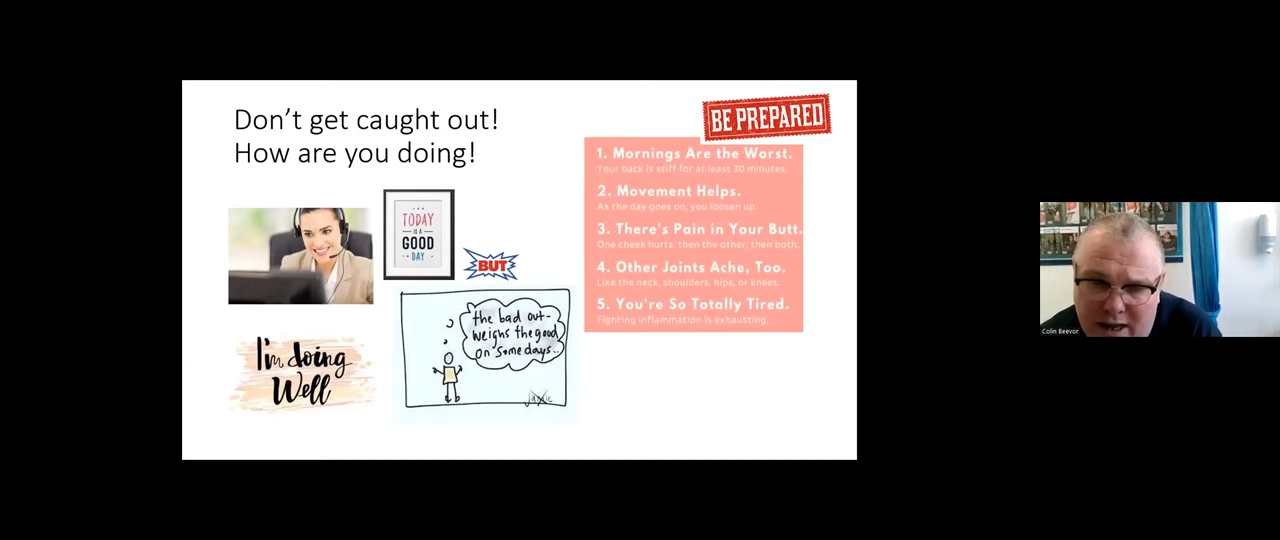 Don't get caught out!
How are you doing!
BE PREPARED
1. Mornings Are the Worst.
Your back is stiff for at least 30 minutes.
2. Movement Helps.
As the day goes on, you loosen up.
3. There's Pain in Your Butt.
One cheek hurts, then the other, then both.
4. Other Joints Ache, Too.
Like the neck, shoulders, hips, or knees.
5. You're So Totally Tired.
Fighting inflammation is exhausting.
TODAY
IS A
GOOD
DAY
BUT
the bad out-
weighs the good
on some days...
I'm doing
Well
Colin Beevor